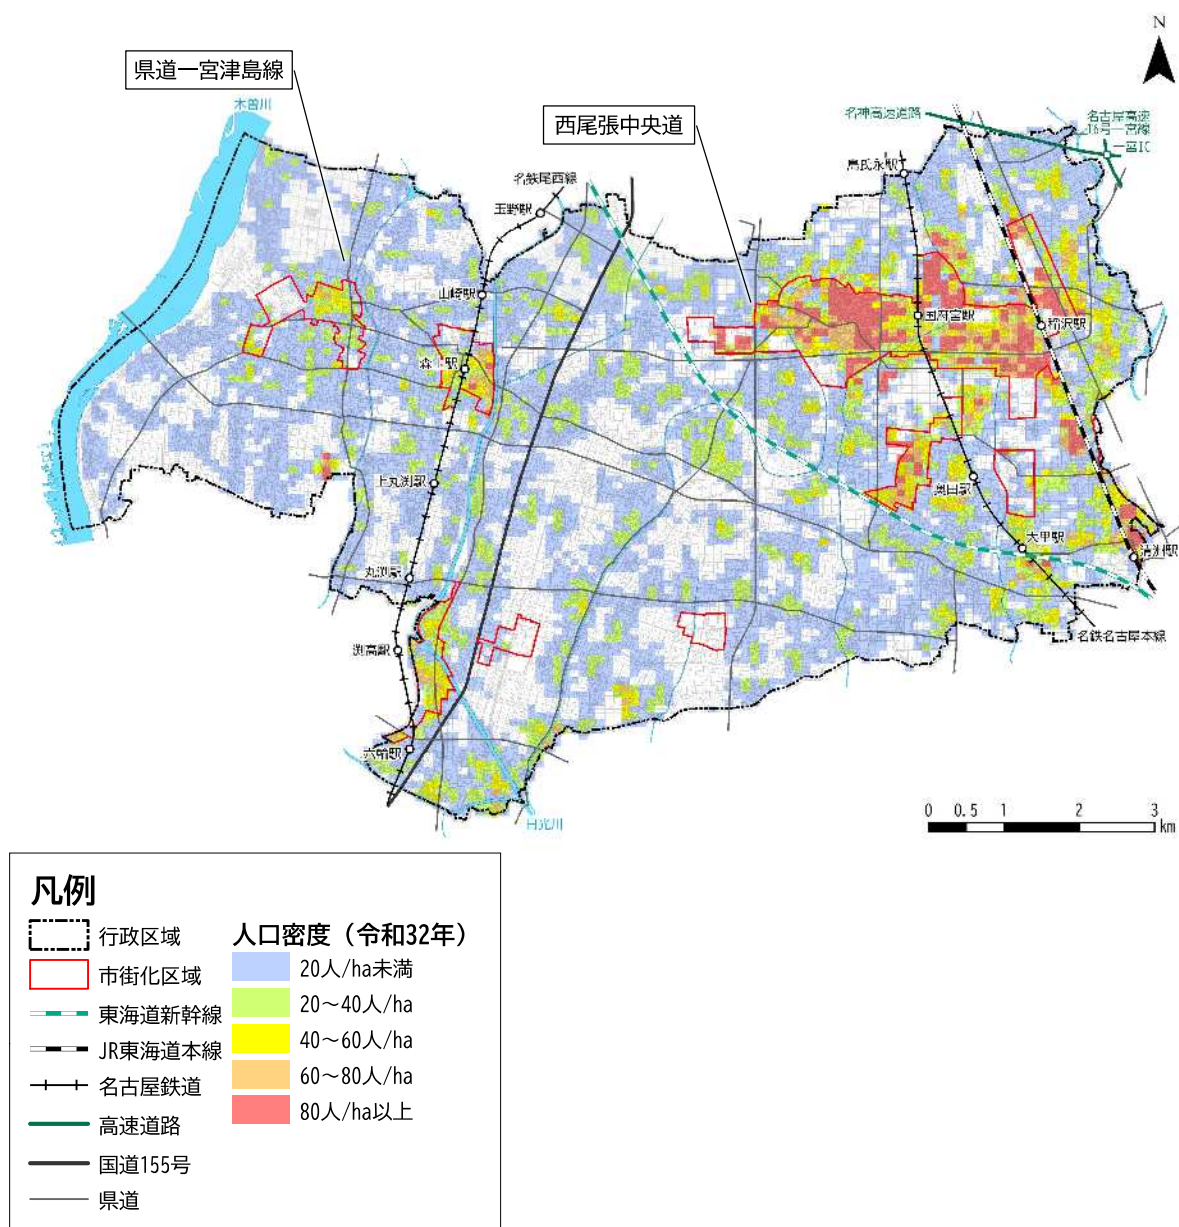 N
県道一宮津島線
西尾張中央道
木曽川
名神高速道路
名古屋高速
16号一宮線
一宮IC
島氏永駅
名鉄尾西線
玉野駅
山崎駅
国府宮駅
稲沢駅
森上駅
上丸渕駅
奥田駅
大里駅
清洲駅
丸渕駅
渕高駅
名鉄名古屋本線
六輪駅
日光川
0 0.5 1 2 3
km
凡例
行政区域
市街化区域
東海道新幹線
JR東海道本線
名古屋鉄道
高速道路
国道155号
県道
人口密度（令和32年）
20人/ha未満
20～40人/ha
40～60人/ha
60～80人/ha
80人/ha以上